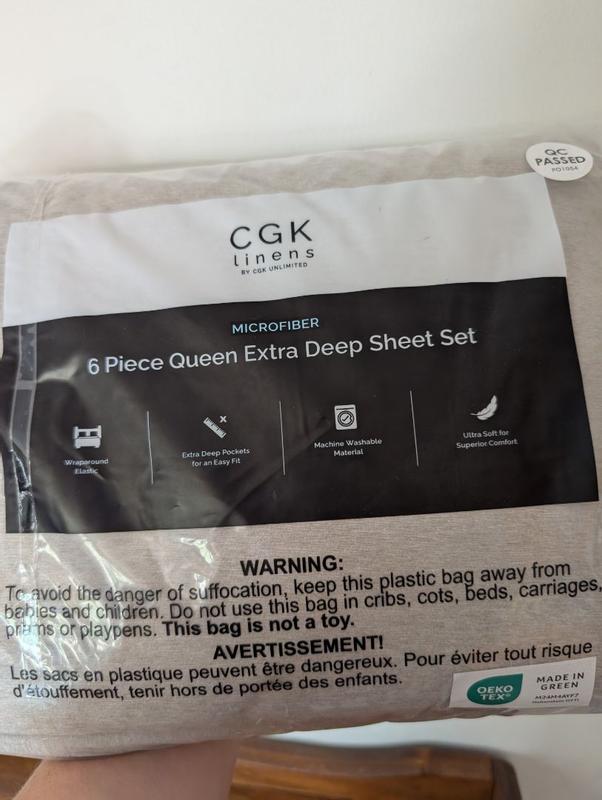 QC
PASSED
PO1054
CGK
linens
BY CGK UNLIMITED
MICROFIBER
6 Piece Queen Extra Deep Sheet Set
Wraparound
Elastic
Extra Deep Pockets
for an Easy Fit
Machine Washable
Material
Ultra Soft for
Superior Comfort
WARNING:
To avoid the danger of suffocation, keep this plastic bag away from
babies and children. Do not use this bag in cribs, cots, beds, carriages,
prams or playpens. This bag is not a toy.
AVERTISSEMENT!
Les sacs en plastique peuvent être dangereux. Pour éviter tout risque
d'étouffement, tenir hors de portée des enfants.
OEKO
TEX®
MADE IN
GREEN